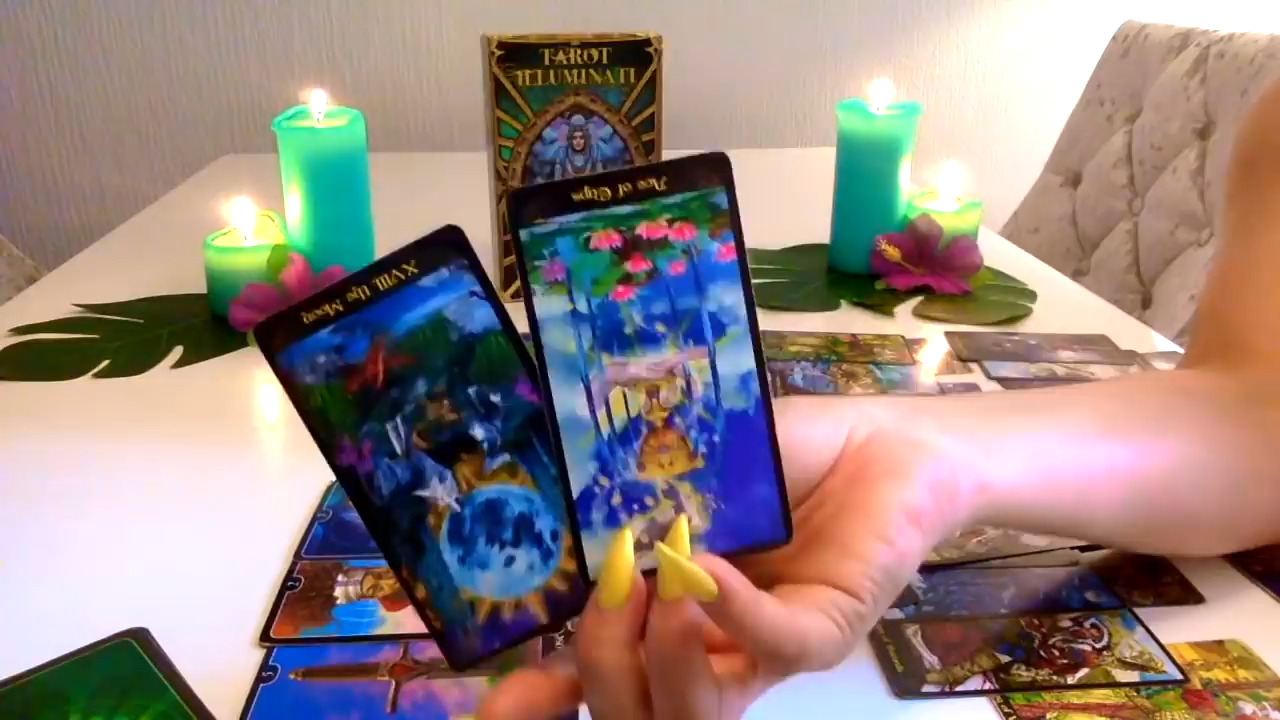 TAROT
ILLUMINATI
Ace of Cups
XVIII. The Moon